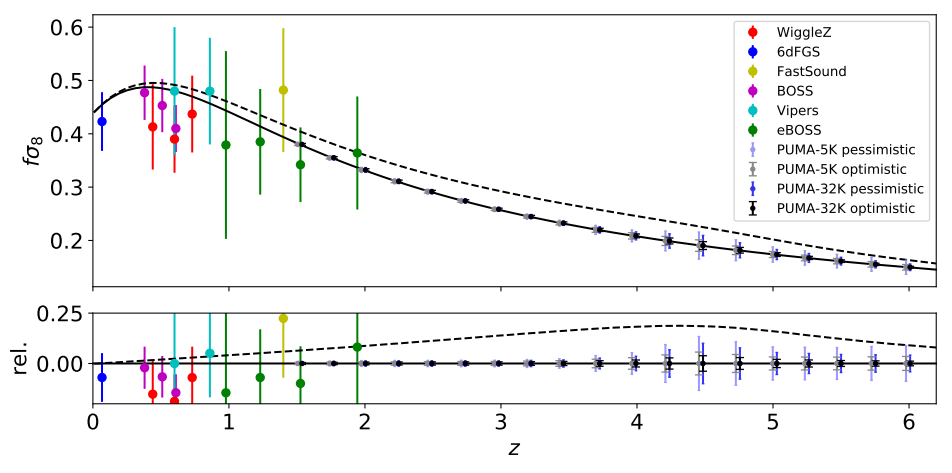 0.6
0.5
0.4
0.3
0.2
fσ8
WiggleZ
6dFGS
FastSound
BOSS
Vipers
eBOSS
PUMA-5K pessimistic
PUMA-5K optimistic
PUMA-32K pessimistic
PUMA-32K optimistic
0.25
0.00
rel.
0 1 2 3 4 5 6
z